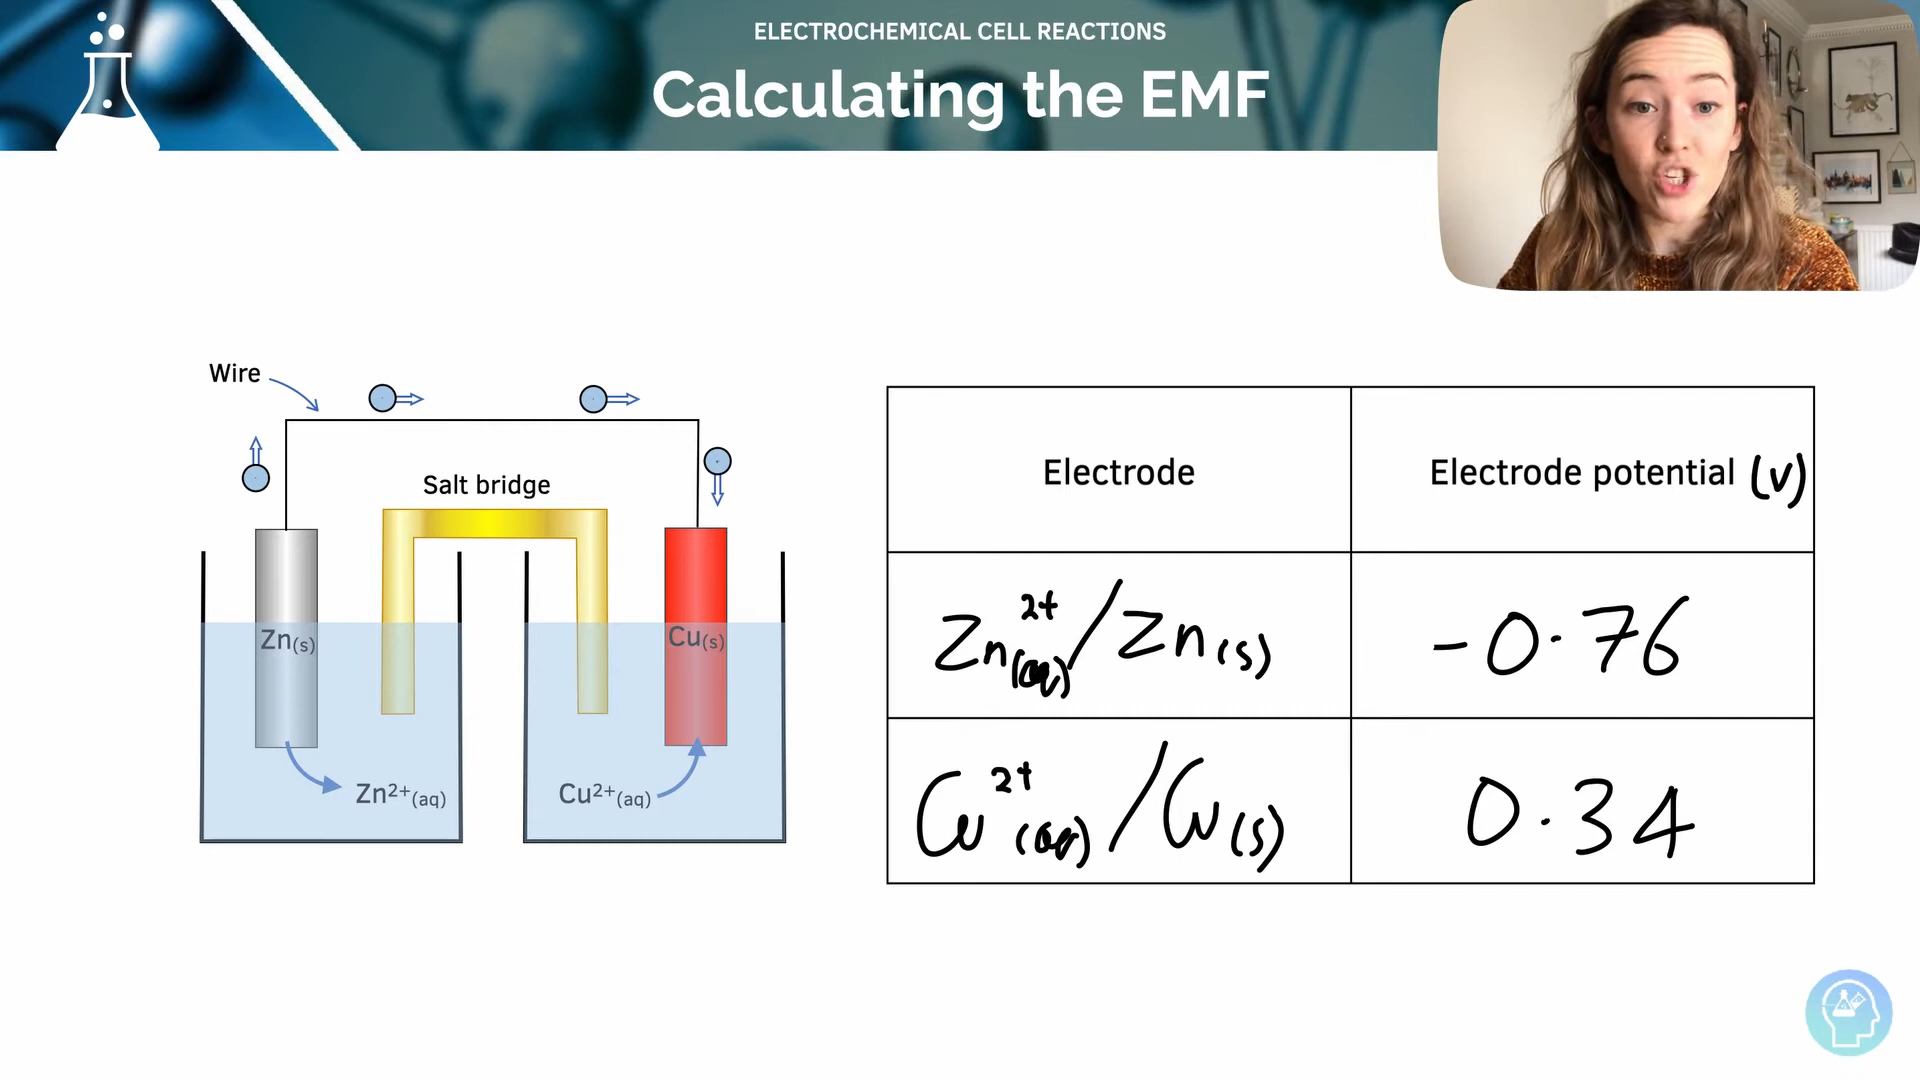 ELECTROCHEMICAL CELL REACTIONS
Calculating the EMF
Wire
Salt bridge
Zn(s)
Cu(s)
Zn²⁺(aq)
Cu²⁺(aq)
Electrode
Electrode potential (V)
Zn²⁺(aq)/Zn(s)
-0.76
Cu²⁺(aq)/Cu(s)
0.34